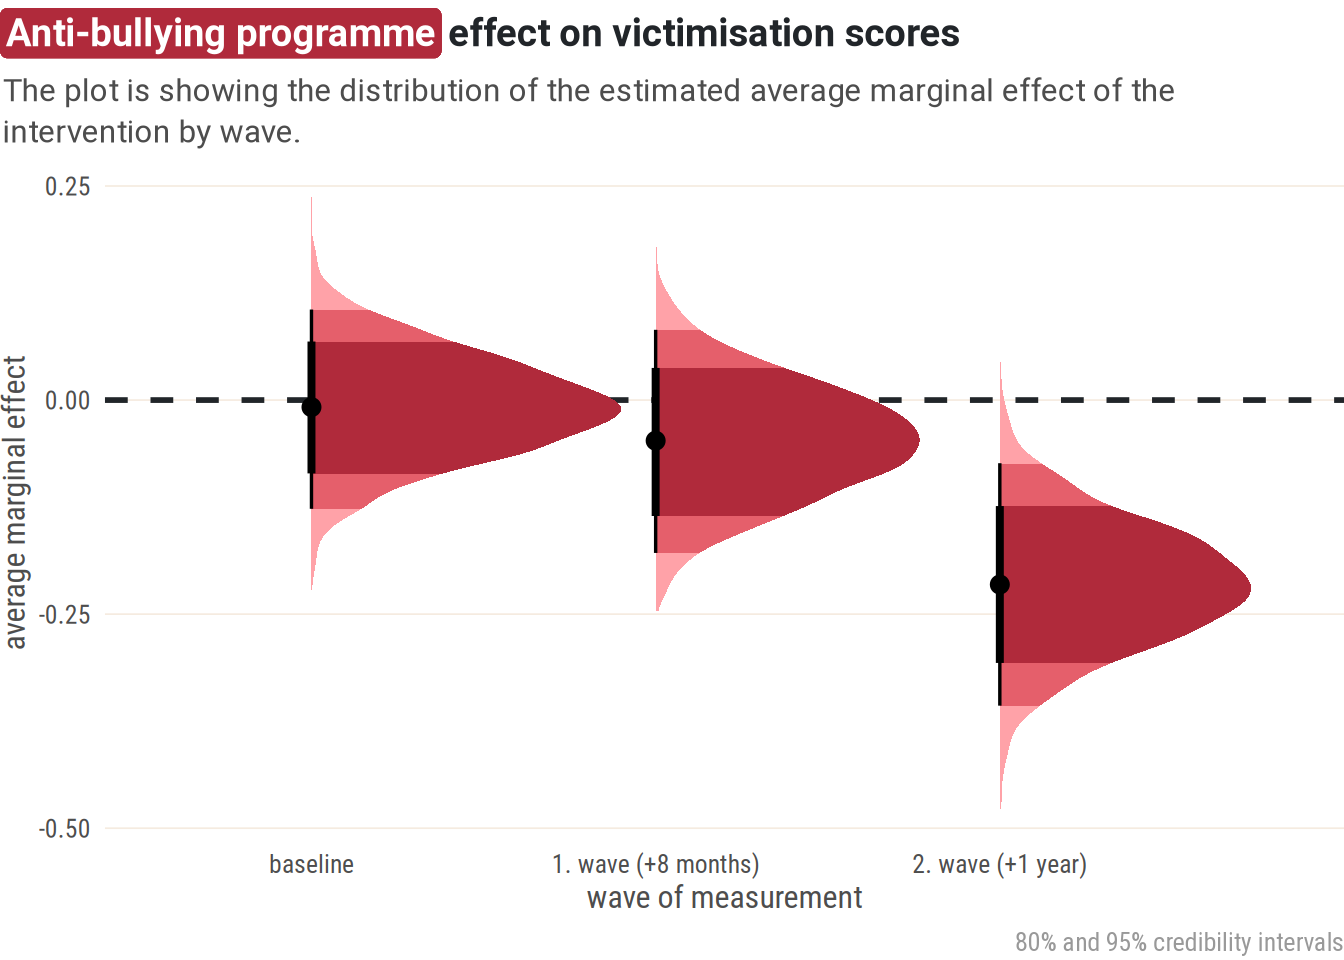 Anti-bullying programme effect on victimisation scores
The plot is showing the distribution of the estimated average marginal effect of the
intervention by wave.
average marginal effect
0.25
0.00
-0.25
-0.50
baseline
1. wave (+8 months)
2. wave (+1 year)
wave of measurement
80% and 95% credibility intervals